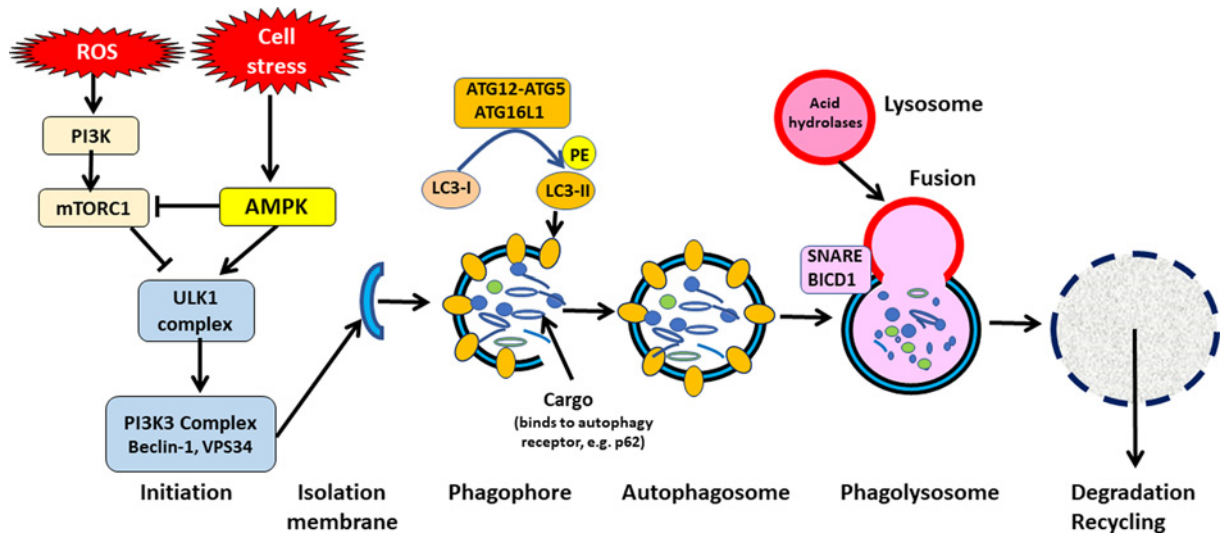 ROS
Cell
stress
PI3K
mTORC1
AMPK
ULK1
complex
PI3K3 Complex
Beclin-1, VPS34
ATG12-ATG5
ATG16L1
PE
LC3-I
LC3-II
Cargo
(binds to autophagy
receptor, e.g. p62)
Acid
hydrolases
Lysosome
Fusion
SNARE
BICD1
Initiation
Isolation
membrane
Phagophore
Autophagosome
Phagolysosome
Degradation
Recycling